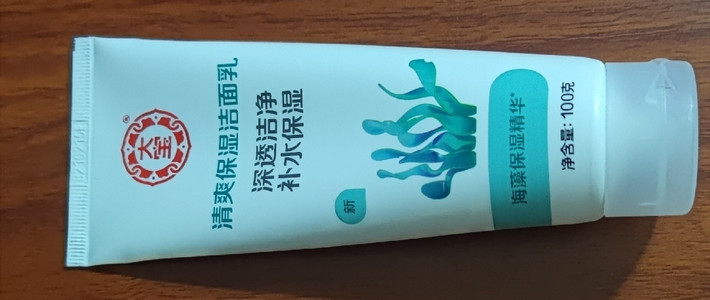 ®
大宝
清爽保湿洁面乳
深透洁净
补水保湿
新
海藻保湿精华*
净含量:100克